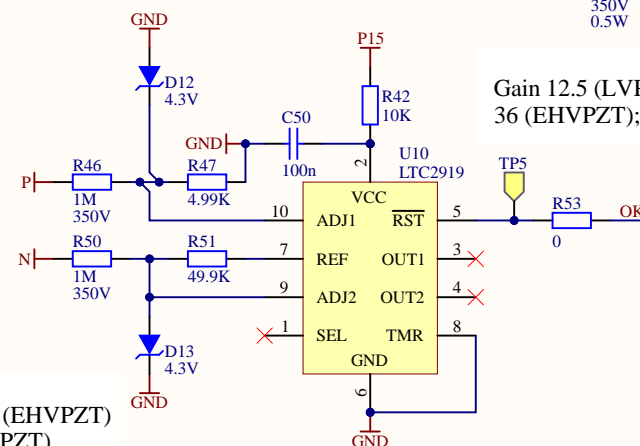 350V
0.5W
GND
P15
D12
4.3V
Gain 12.5 (LVP
36 (EHVPZT);
R42
10K
C50
100n
GND
U10
LTC2919
TP5
R46
1M
350V
R47
4.99K
2
VCC
P
10
ADJ1
RST
5
R53
0
OK
R50
1M
350V
R51
49.9K
N
7
REF
OUT1
3
9
ADJ2
OUT2
4
1
SEL
TMR
8
GND
6
D13
4.3V
GND
GND
(EHVPZT)
PZT)